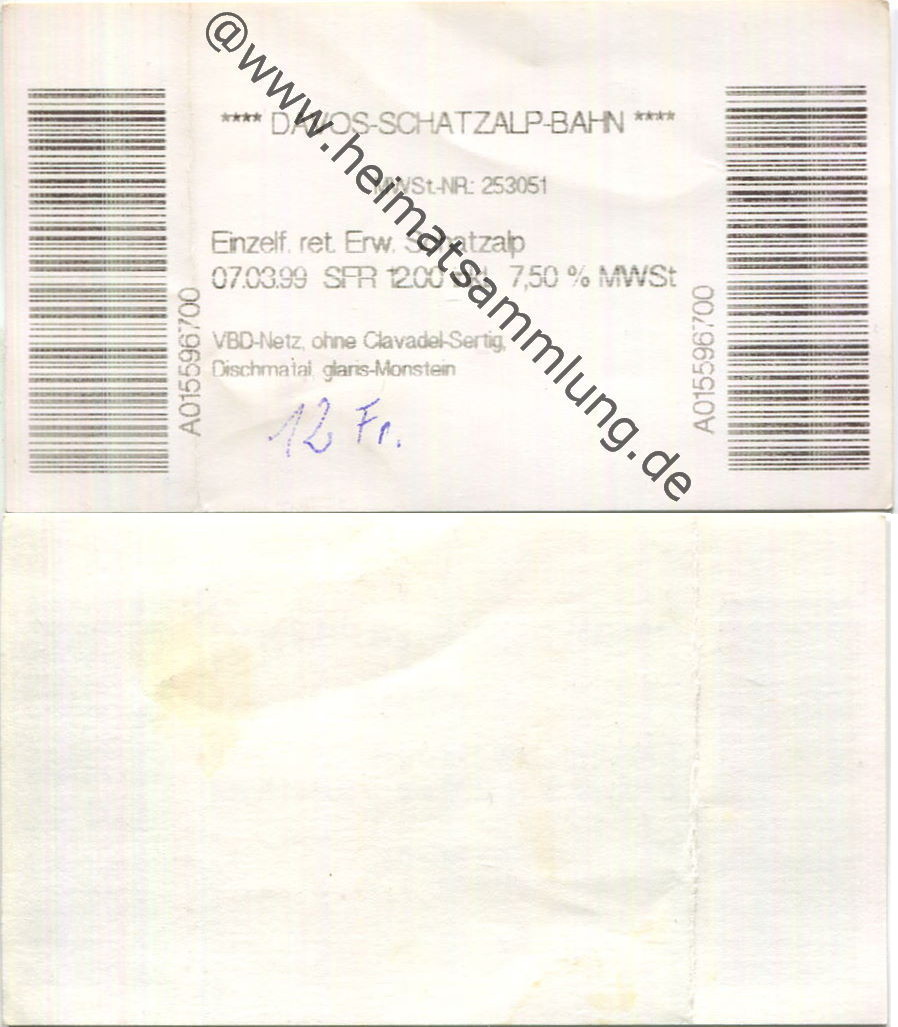 @www.heimatsammlung.de
**** DAVOS-SCHATZALP-BAHN ****
MWSt.-NR.: 253051
Einzelf. ret. Erw. Schatzalp
07.03.99 SFR 12.00 7,50 % MWSt
VBD-Netz, ohne Clavadel-Sertig,
Dischmatal, glaris-Monstein
12 Fr.
A015596700
A015596700